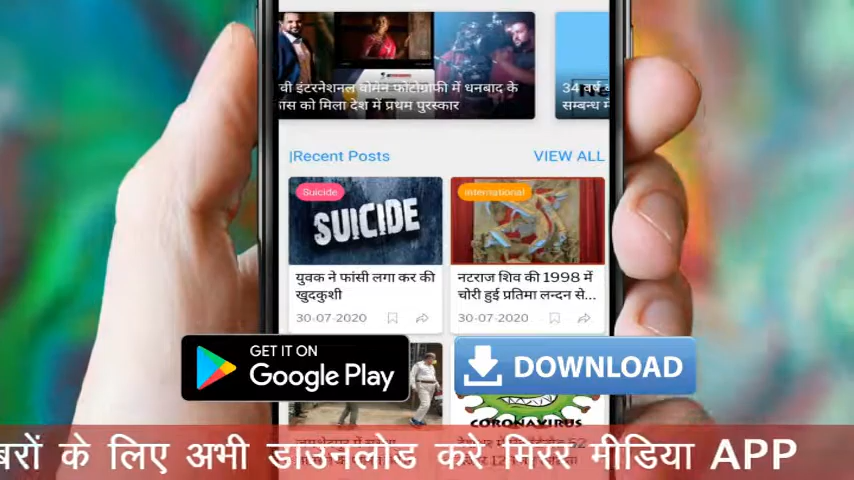 वी इंटरनेशनल वोमन फोटोग्राफी में धनबाद के
ास को मिला देश में प्रथम पुरस्कार
34 वर्ष
सम्बन्ध में
|Recent Posts
VIEW ALL
Suicide
SUICIDE
युवक ने फांसी लगा कर की
खुदकुशी
30-07-2020
International
नटराज शिव की 1998 में
चोरी हुई प्रतिमा लन्दन से...
30-07-2020
GET IT ON
Google Play
DOWNLOAD
CORONAVIRUS
बरों के लिए अभी डाउनलोड करें मिरर मीडिया APP